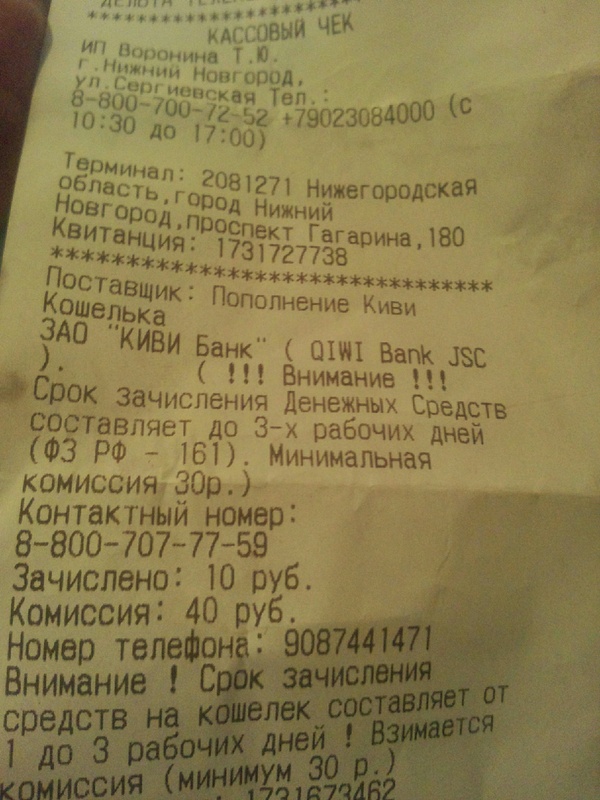 *******************************
КАССОВЫЙ ЧЕК
ИП Воронина Т.Ю.
г.Нижний Новгород,
ул.Сергиевская Тел.:
8-800-700-72-52 +79023084000 (с
10:30 до 17:00)
Терминал: 2081271 Нижегородская
область,город Нижний
Новгород,проспект Гагарина,180
Квитанция: 1731727738
*******************************
Поставщик: Пополнение Киви
Кошелька
ЗАО "КИВИ Банк" ( QIWI Bank JSC
). ( !!! Внимание !!!
Срок зачисления Денежных Средств
составляет до 3-х рабочих дней
(ФЗ РФ - 161). Минимальная
комиссия 30р.)
Контактный номер:
8-800-707-77-59
Зачислено: 10 руб.
Комиссия: 40 руб.
Номер телефона: 9087441471
Внимание ! Срок зачисления
средств на кошелек составляет от
1 до 3 рабочих дней ! Взимается
комиссия (минимум 30 р.)
1731673462